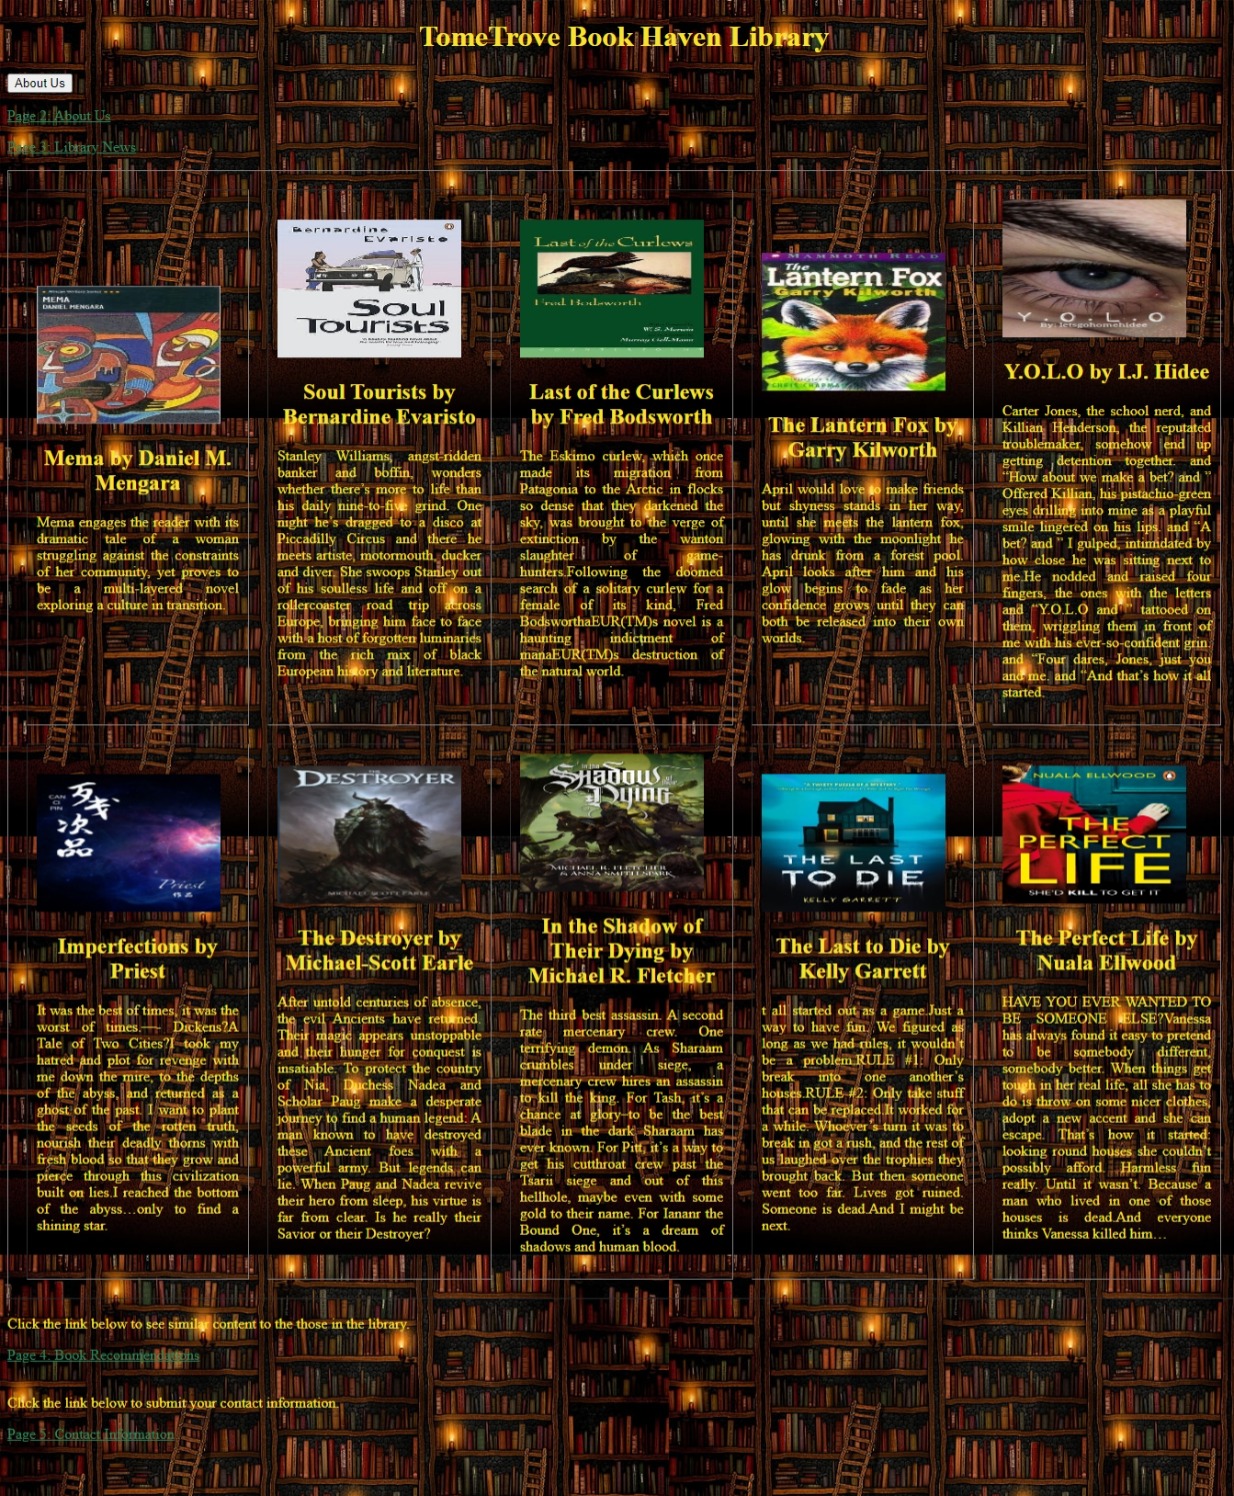 TomeTrove Book Haven Library
About Us
Page 2: About Us
Page 3: Library News
MEMA
DANIEL MENGARA
Mema by Daniel M.
Mengara
Mema engages the reader with its
dramatic tale of a woman
struggling against the constraints
of her community, yet proves to
be a multi-layered novel
exploring a culture in transition.
Bernardine
Evaristo
Soul
Tourists
Soul Tourists by
Bernardine Evaristo
Stanley Williams, angst-ridden
banker and boffin, wonders
whether there's more to life than
his daily nine-to-five grind. One
night he's dragged to a disco at
Piccadilly Circus and there he
meets artiste, motormouth, ducker
and diver. She swoops Stanley out
of his soulless life and off on a
rollercoaster road trip across
Europe, bringing him face to face
with a host of forgotten luminaries
from the rich mix of black
European history and literature.
Last of the Curlews
Fred Bodsworth
W.S. Merwin
Murray Gell-Mann
Last of the Curlews
by Fred Bodsworth
The Eskimo curlew, which once
made its migration from
Patagonia to the Arctic in flocks
so dense that they darkened the
sky, was brought to the verge of
extinction by the wanton
slaughter of game-
hunters.Following the doomed
search of a solitary curlew for a
female of its kind, Fred
BodsworthaEUR(TM)s novel is a
haunting indictment of
manaEUR(TM)s destruction of
the natural world.
MAMMOTH READ
The
Lantern Fox
Garry Kilworth
The Lantern Fox by
Garry Kilworth
April would love to make friends
but shyness stands in her way,
until she meets the lantern fox,
glowing with the moonlight he
has drunk from a forest pool.
April looks after him and his
glow begins to fade as her
confidence grows until they can
both be released into their own
worlds.
Y.O.L.O
By: letsgohomehidee
Y.O.L.O by I.J. Hidee
Carter Jones, the school nerd, and
Killian Henderson, the reputated
troublemaker, somehow end up
getting detention together. and
“How about we make a bet? and ”
Offered Killian, his pistachio-green
eyes drilling into mine as a playful
smile lingered on his lips. and “A
bet? and ” I gulped, intimidated by
how close he was sitting next to
me.He nodded and raised four
fingers, the ones with the letters
and “Y.O.L.O and ” tattooed on
them, wriggling them in front of
me with his ever-so-confident grin.
and “Four dares, Jones, just you
and me. and “And that's how it all
started.
CAN
CI
PIN
残
次
品
Priest
作品
Imperfections by
Priest
It was the best of times, it was the
worst of times.—– Dickens?A
Tale of Two Cities?I took my
hatred and plot for revenge with
me down the mire, to the depths
of the abyss, and returned as a
ghost of the past. I want to plant
the seeds of the rotten truth,
nourish their deadly thorns with
fresh blood so that they grow and
pierce through this civilization
built on lies.I reached the bottom
of the abyss…only to find a
shining star.
DESTROYER
MICHAEL-SCOTT EARLE
The Destroyer by
Michael-Scott Earle
After untold centuries of absence,
the evil Ancients have returned.
Their magic appears unstoppable
and their hunger for conquest is
insatiable. To protect the country
of Nia, Duchess Nadea and
Scholar Paug make a desperate
journey to find a human legend: A
man known to have destroyed
these Ancient foes with a
powerful army. But legends can
lie. When Paug and Nadea revive
their hero from sleep, his virtue is
far from clear. Is he really their
Savior or their Destroyer?
in the
Shadow
of their
Dying
MICHAEL R. FLETCHER
& ANNA SMITH SPARK
In the Shadow of
Their Dying by
Michael R. Fletcher
The third best assassin. A second
rate mercenary crew. One
terrifying demon. As Sharaam
crumbles under siege, a
mercenary crew hires an assassin
to kill the king. For Tash, it's a
chance at glory–to be the best
blade in the dark Sharaam has
ever known. For Pitt, it's a way to
get his cutthroat crew past the
Tsarii siege and out of this
hellhole, maybe even with some
gold to their name. For Iananr the
Bound One, it's a dream of
shadows and human blood.
THE LAST
TO DIE
KELLY GARRETT
The Last to Die by
Kelly Garrett
t all started out as a game.Just a
way to have fun. We figured as
long as we had rules, it wouldn't
be a problem.RULE #1: Only
break into one another's
houses.RULE #2: Only take stuff
that can be replaced.It worked for
a while. Whoever's turn it was to
break in got a rush, and the rest of
us laughed over the trophies they
brought back. But then someone
went too far. Lives got ruined.
Someone is dead.And I might be
next.
NUALA ELLWOOD
THE
PERFECT
LIFE
SHE'D KILL TO GET IT
The Perfect Life by
Nuala Ellwood
HAVE YOU EVER WANTED TO
BE SOMEONE ELSE?Vanessa
has always found it easy to pretend
to be somebody different,
somebody better. When things get
tough in her real life, all she has to
do is throw on some nicer clothes,
adopt a new accent and she can
escape. That's how it started:
looking round houses she couldn't
possibly afford. Harmless fun
really. Until it wasn't. Because a
man who lived in one of those
houses is dead.And everyone
thinks Vanessa killed him…
Click the link below to see similar content to the those in the library.
Page 4: Book Recommendations
Click the link below to submit your contact information.
Page 5: Contact Information